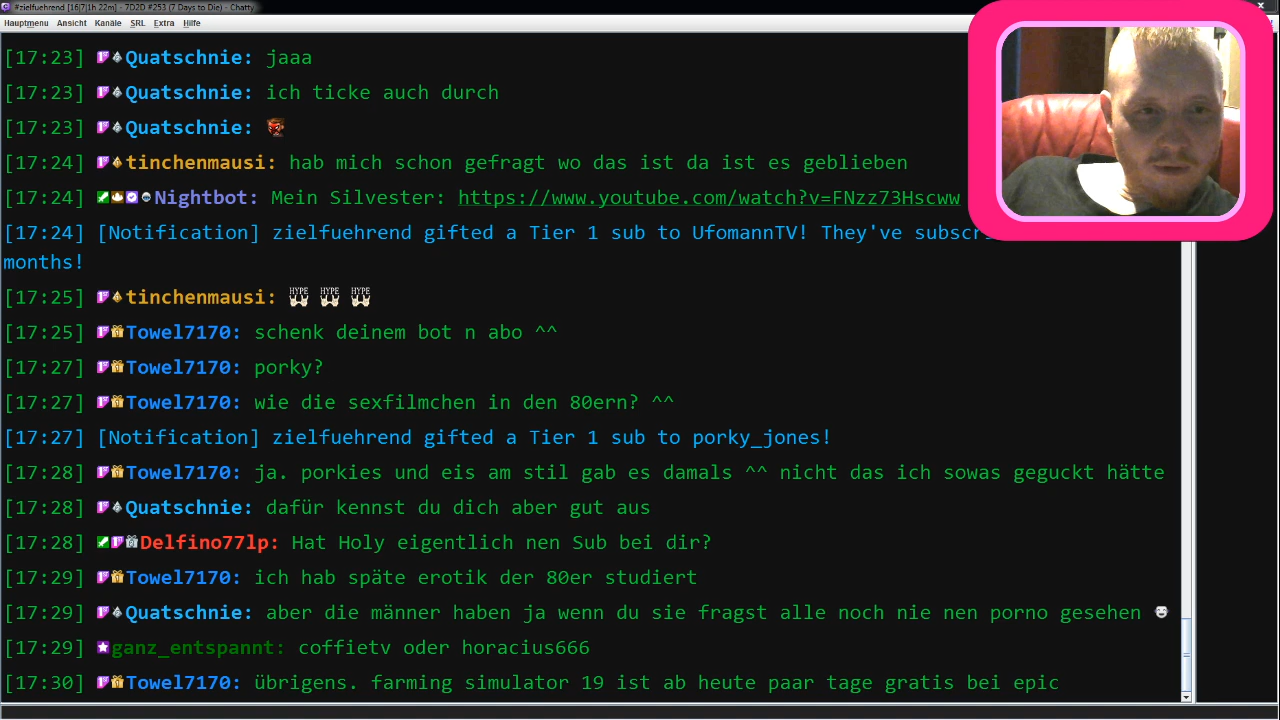 #zielfuehrend [16|7|1h 22m] - 7D2D #253 (7 Days to Die) - Chatty
Hauptmenu Ansicht Kanäle SRL Extra Hilfe
[17:23] Quatschnie: jaaa
[17:23] Quatschnie: ich ticke auch durch
[17:23] Quatschnie:
[17:24] tinchenmausi: hab mich schon gefragt wo das ist da ist es geblieben
[17:24] Nightbot: Mein Silvester: https://www.youtube.com/watch?v=FNzz73Hscww
[17:24] [Notification] zielfuehrend gifted a Tier 1 sub to UfomannTV! They've subscri
months!
[17:25] tinchenmausi: HYPE HYPE HYPE
[17:25] Towel7170: schenk deinem bot n abo ^^
[17:27] Towel7170: porky?
[17:27] Towel7170: wie die sexfilmchen in den 80ern? ^^
[17:27] [Notification] zielfuehrend gifted a Tier 1 sub to porky_jones!
[17:28] Towel7170: ja. porkies und eis am stil gab es damals ^^ nicht das ich sowas geguckt hätte
[17:28] Quatschnie: dafür kennst du dich aber gut aus
[17:28] Delfino77lp: Hat Holy eigentlich nen Sub bei dir?
[17:29] Towel7170: ich hab späte erotik der 80er studiert
[17:29] Quatschnie: aber die männer haben ja wenn du sie fragst alle noch nie nen porno gesehen
[17:29] ganz_entspannt: coffietv oder horacius666
[17:30] Towel7170: übrigens. farming simulator 19 ist ab heute paar tage gratis bei epic